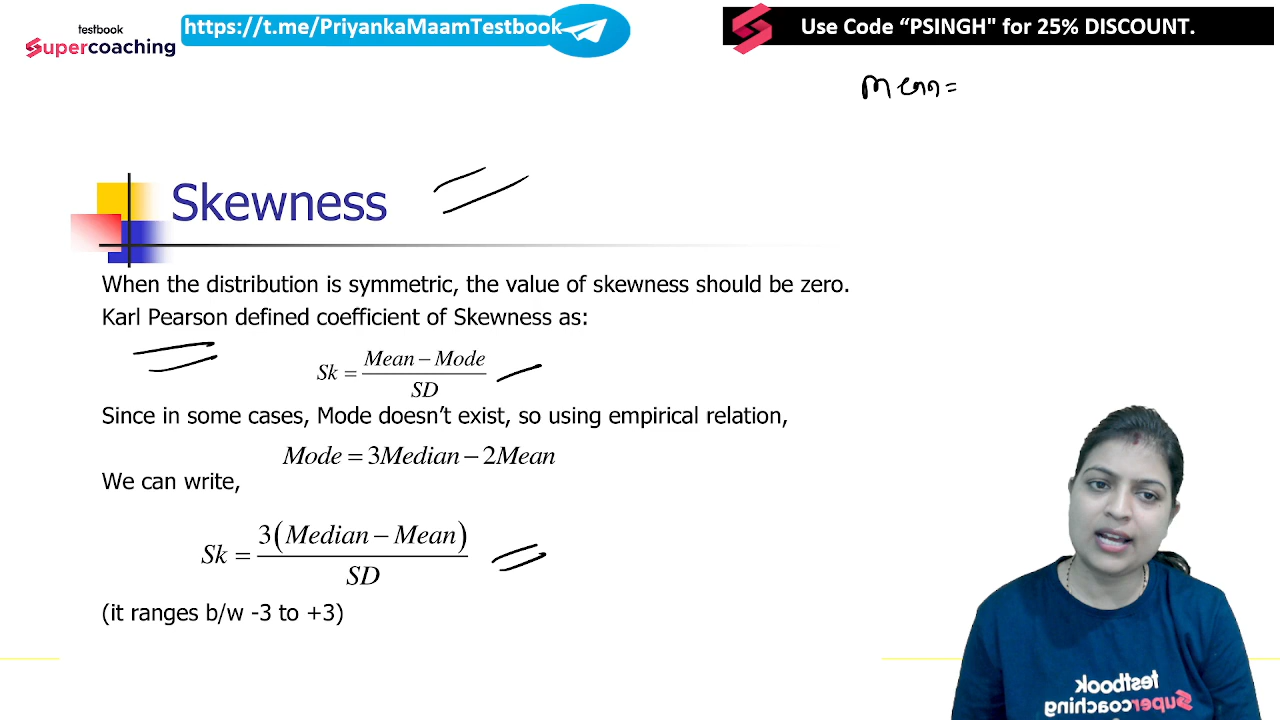 testbook
Supercoaching
https://t.me/PriyankaMaamTestbook
Use Code “PSINGH" for 25% DISCOUNT.
Mean =
Skewness
When the distribution is symmetric, the value of skewness should be zero.
Karl Pearson defined coefficient of Skewness as:
Sk = (Mean − Mode) / SD
Since in some cases, Mode doesn’t exist, so using empirical relation,
Mode = 3Median − 2Mean
We can write,
Sk = 3(Median − Mean) / SD
(it ranges b/w -3 to +3)
testbook
Supercoaching